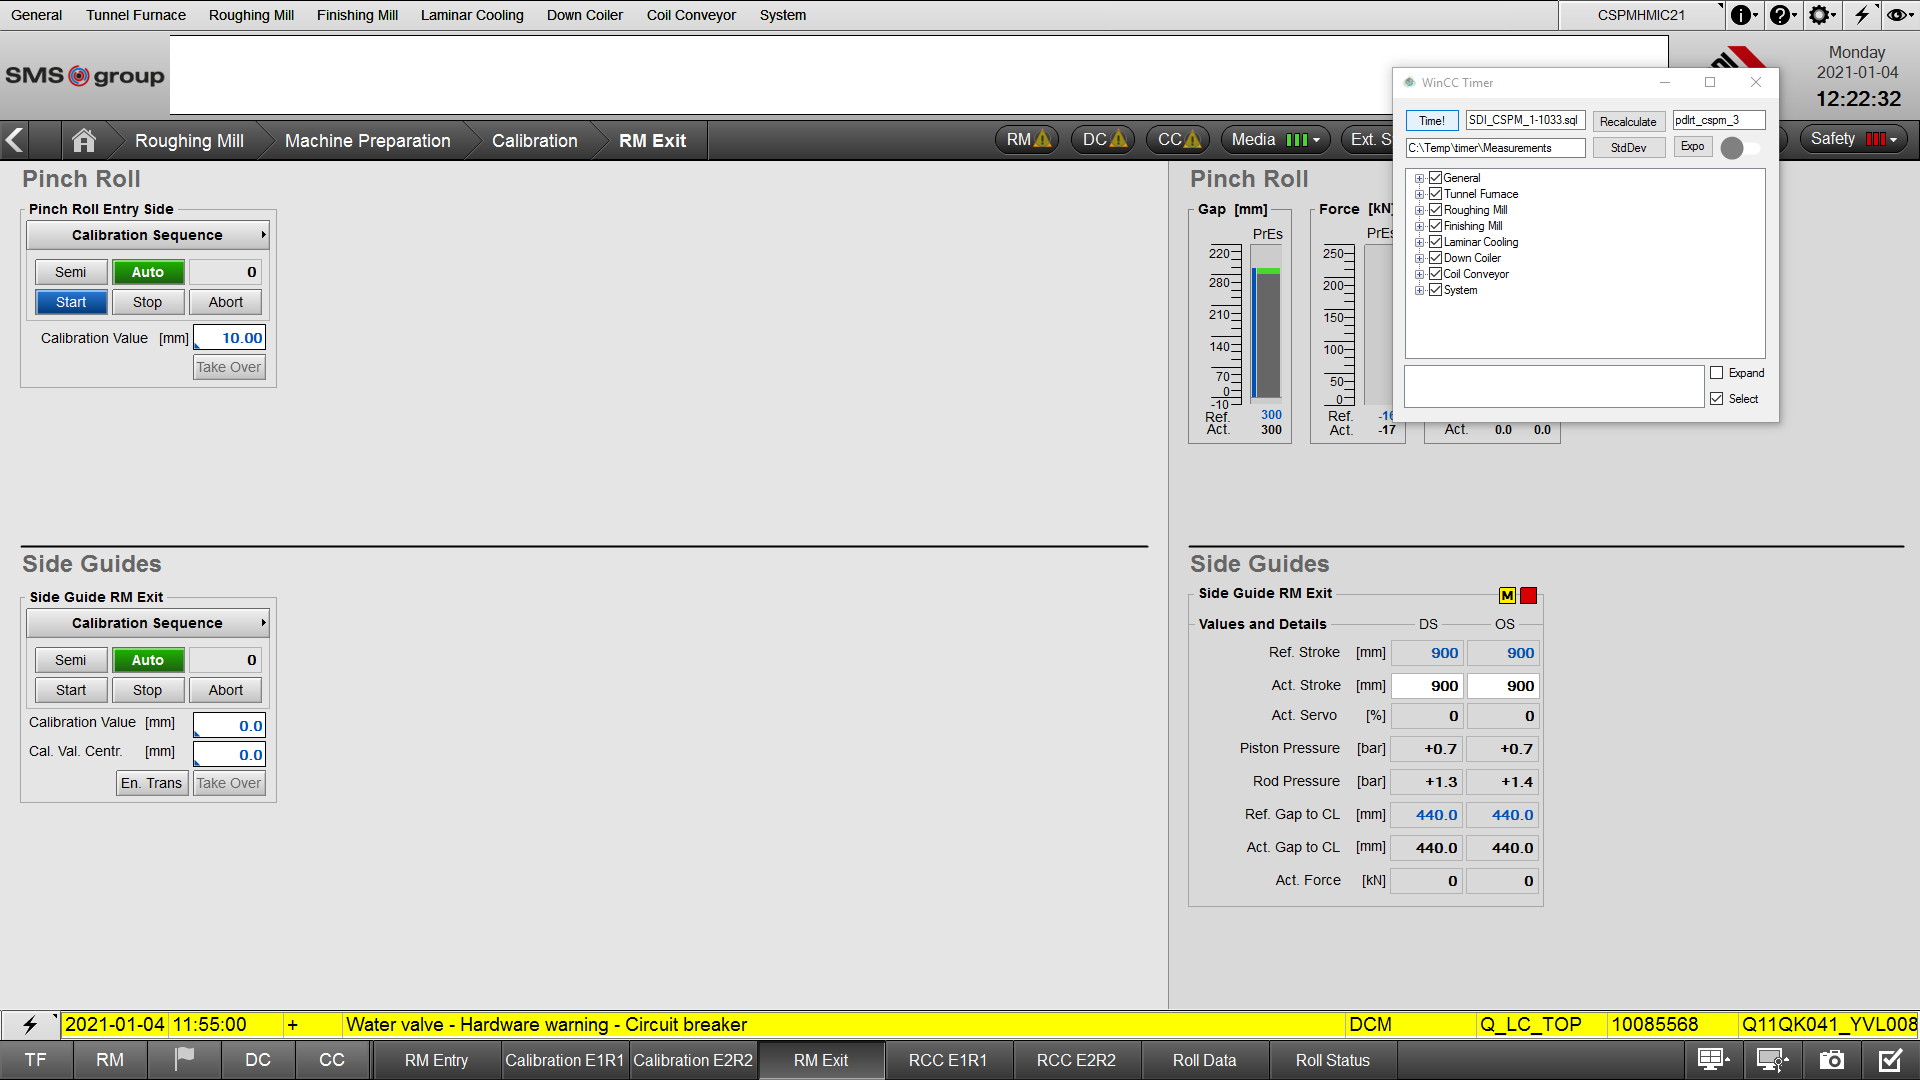 General Tunnel Furnace Roughing Mill Finishing Mill Laminar Cooling Down Coiler Coil Conveyor System CSPMHMIC21
SMS group
Monday
2021-01-04
12:22:32
Roughing Mill Machine Preparation Calibration RM Exit RM DC CC Media Ext. S Safety
WinCC Timer
Time! SDI_CSPM_1-1033.sql Recalculate pdlrt_cspm_3
C:\Temp\timer\Measurements StdDev Expo
General
Tunnel Furnace
Roughing Mill
Finishing Mill
Laminar Cooling
Down Coiler
Coil Conveyor
System
Expand
Select
Pinch Roll
Pinch Roll Entry Side
Calibration Sequence
Semi Auto 0
Start Stop Abort
Calibration Value [mm] 10.00
Take Over
Pinch Roll
Gap [mm] Force [kN]
PrEs PrEs
220 250
280 200
210 150
140 100
70 50
0 0
-10
Ref. 300 Ref. -16
Act. 300 Act. -17 Act. 0.0 0.0
Side Guides
Side Guide RM Exit
Calibration Sequence
Semi Auto 0
Start Stop Abort
Calibration Value [mm] 0.0
Cal. Val. Centr. [mm] 0.0
En. Trans Take Over
Side Guides
Side Guide RM Exit M
Values and Details DS OS
Ref. Stroke [mm] 900 900
Act. Stroke [mm] 900 900
Act. Servo [%] 0 0
Piston Pressure [bar] +0.7 +0.7
Rod Pressure [bar] +1.3 +1.4
Ref. Gap to CL [mm] 440.0 440.0
Act. Gap to CL [mm] 440.0 440.0
Act. Force [kN] 0 0
2021-01-04 11:55:00 + Water valve - Hardware warning - Circuit breaker DCM Q_LC_TOP 10085568 Q11QK041_YVL008
TF RM DC CC RM Entry Calibration E1R1 Calibration E2R2 RM Exit RCC E1R1 RCC E2R2 Roll Data Roll Status